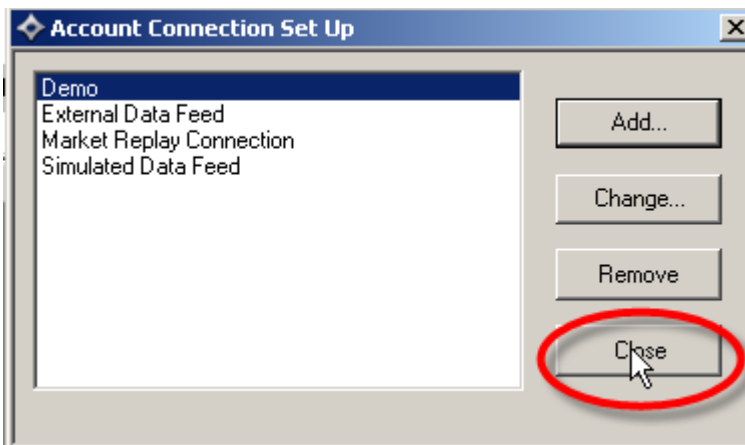 Account Connection Set Up
Demo
External Data Feed
Market Replay Connection
Simulated Data Feed
Add...
Change...
Remove
Close